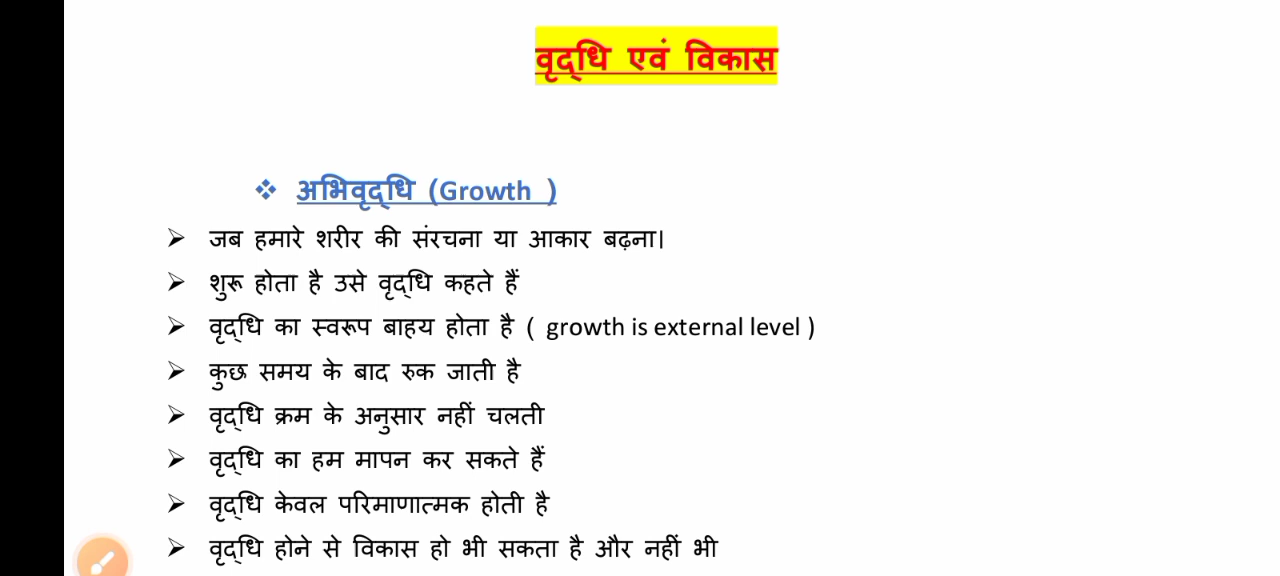 वृद्धि एवं विकास
❖ अभिवृद्धि (Growth )
➢ जब हमारे शरीर की संरचना या आकार बढ़ना।
➢ शुरू होता है उसे वृद्धि कहते हैं
➢ वृद्धि का स्वरूप बाहय होता है ( growth is external level )
➢ कुछ समय के बाद रुक जाती है
➢ वृद्धि क्रम के अनुसार नहीं चलती
➢ वृद्धि का हम मापन कर सकते हैं
➢ वृद्धि केवल परिमाणात्मक होती है
➢ वृद्धि होने से विकास हो भी सकता है और नहीं भी